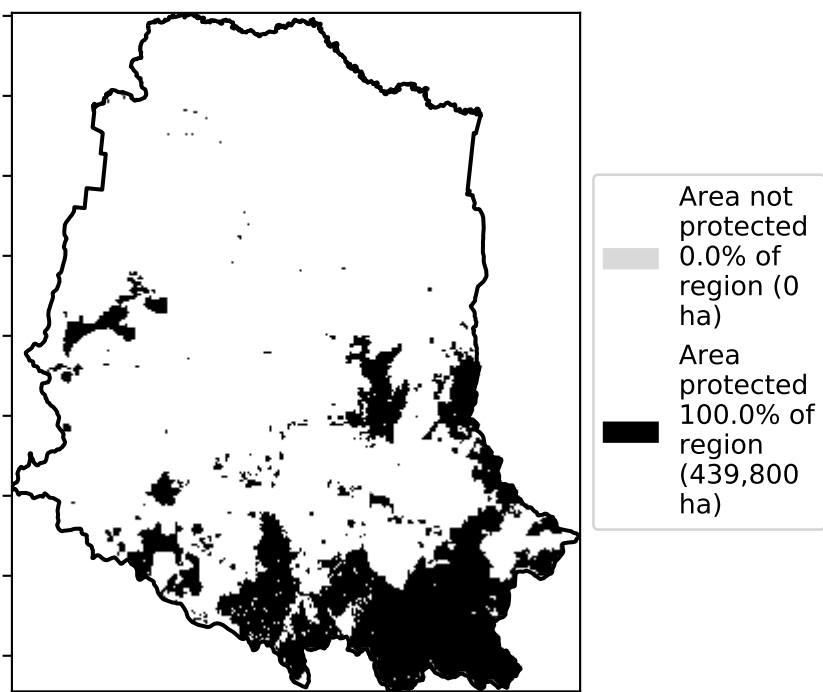 Area not
protected
0.0% of
region (0
ha)
Area
protected
100.0% of
region
(439,800
ha)